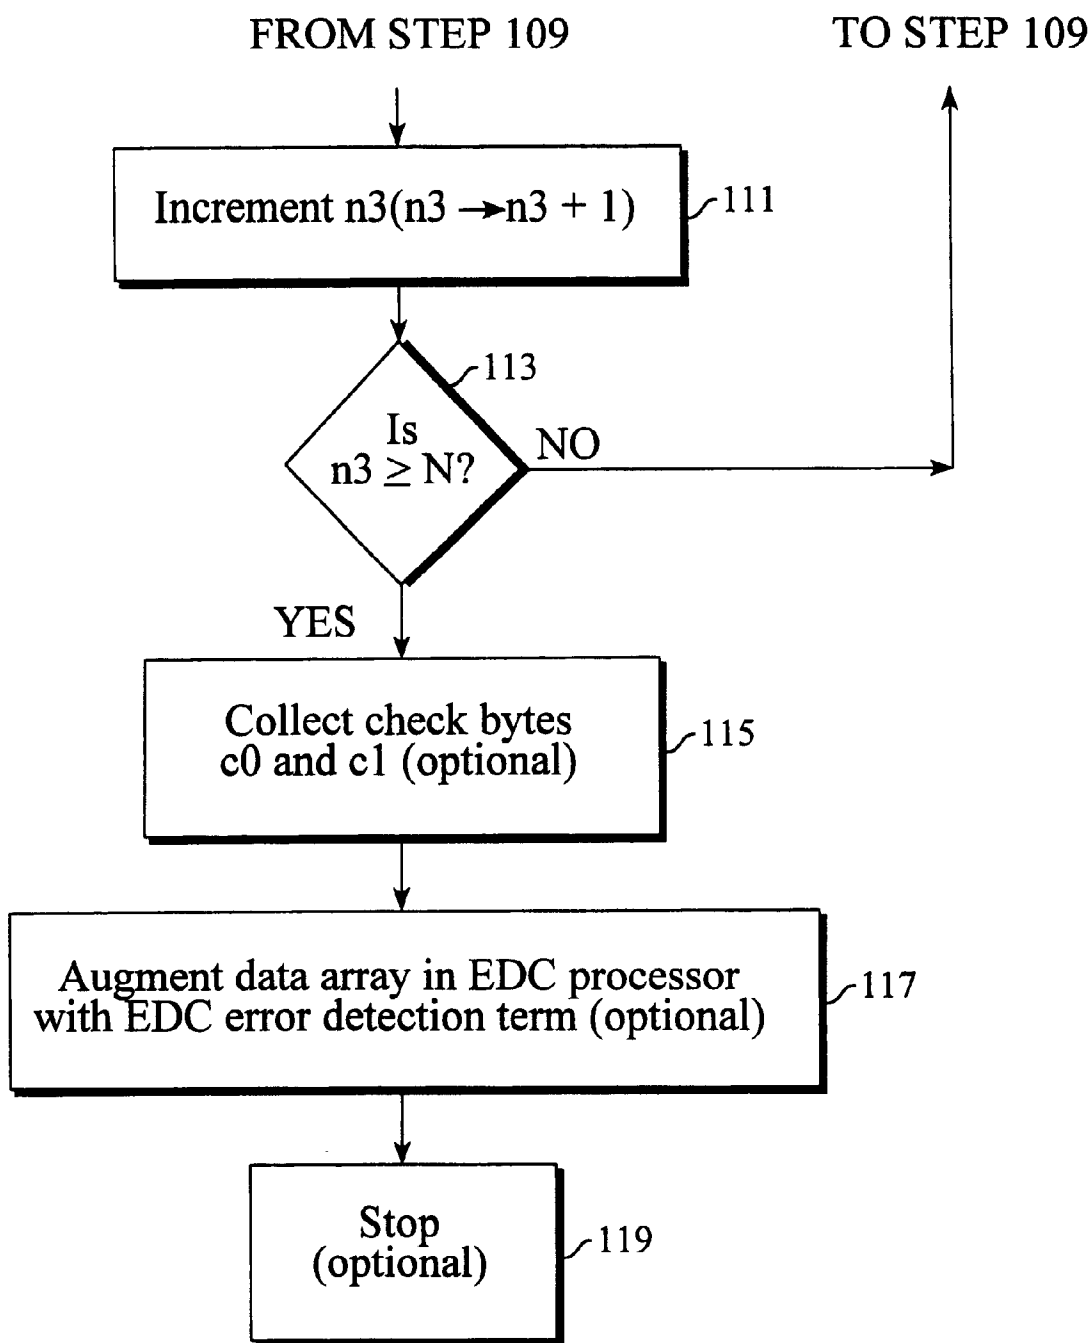 FROM STEP 109
TO STEP 109
Increment n3(n3 → n3 + 1)
111
113
Is
n3 ≥ N?
NO
YES
Collect check bytes
c0 and c1 (optional)
115
Augment data array in EDC processor
with EDC error detection term (optional)
117
Stop
(optional)
119